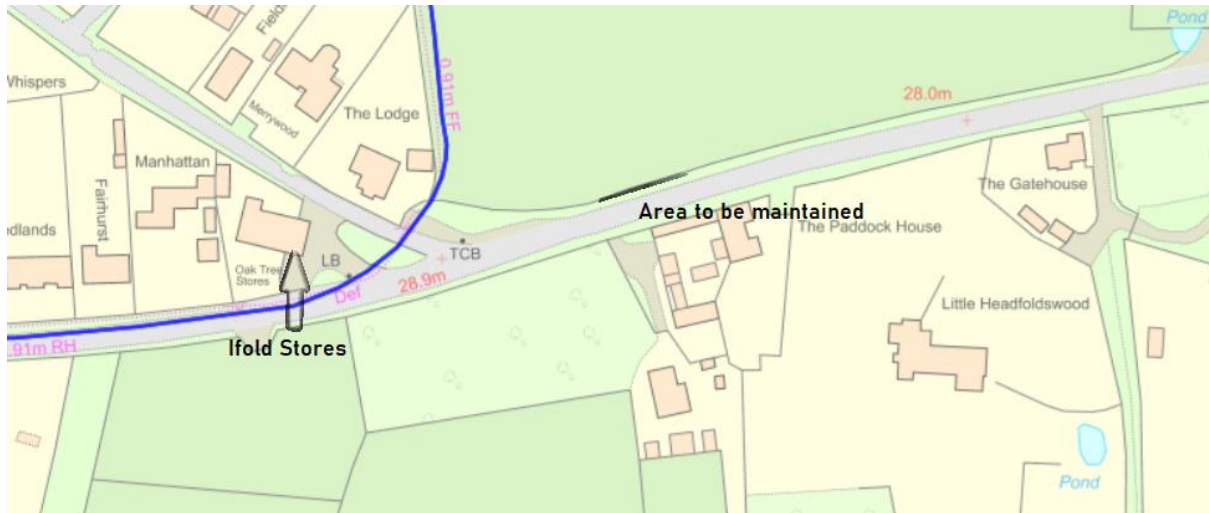 Pond
Field
Whispers
Merrywood
The Lodge
0.91m FF
28.0m
Manhattan
Fairhurst
The Gatehouse
Area to be maintained
The Paddock House
dlands
LB
TCB
Oak Tree
Stores
Def
28.9m
Little Headfoldswood
.91m RH
Ifold Stores
Pond